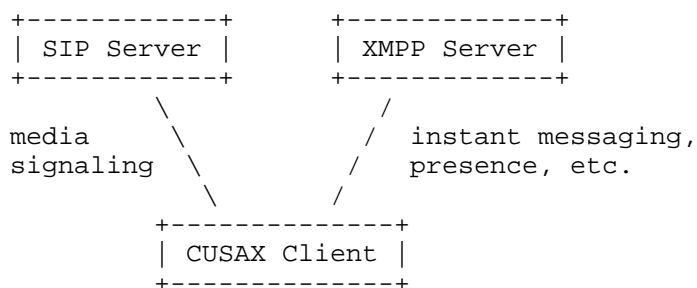 SIP Server XMPP Server
media instant messaging,
signaling presence, etc.
CUSAX Client